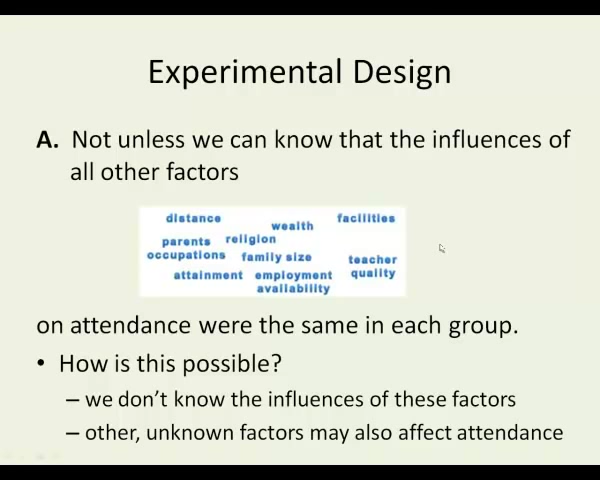 Experimental Design
A. Not unless we can know that the influences of
all other factors
distance wealth facilities
parents religion
occupations family size teacher
attainment employment quality
availability
on attendance were the same in each group.
• How is this possible?
– we don’t know the influences of these factors
– other, unknown factors may also affect attendance